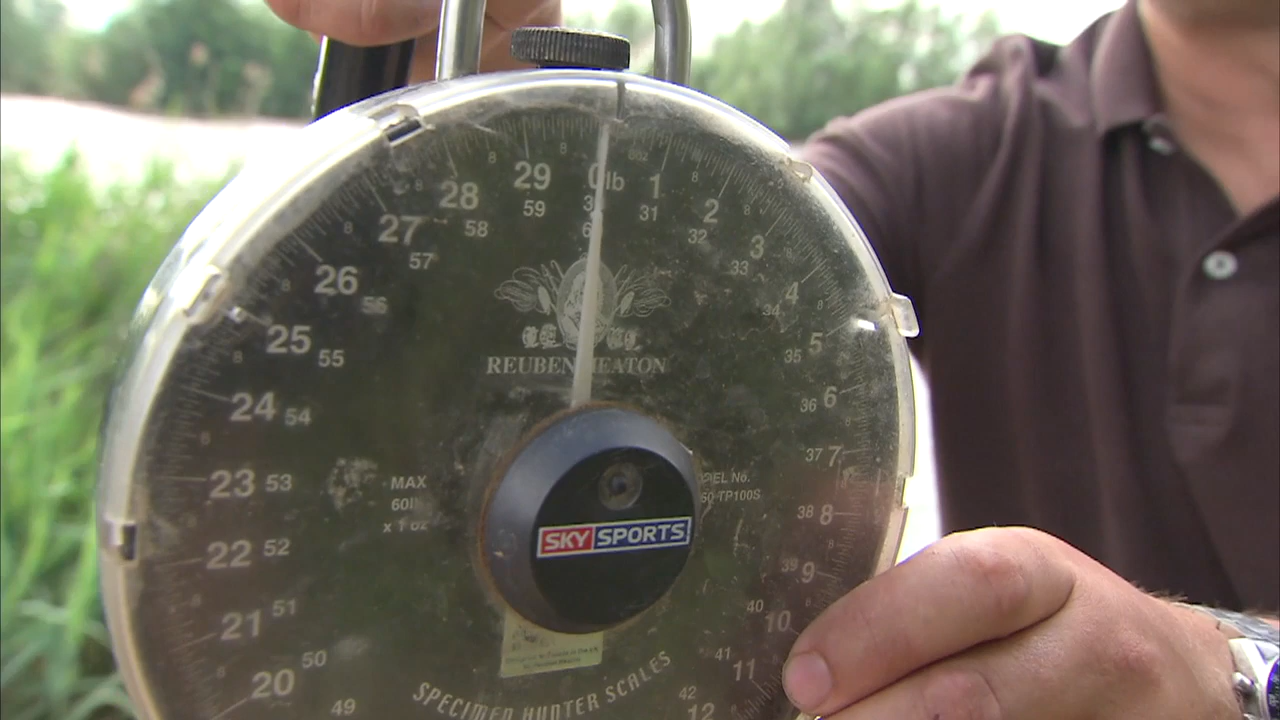 29 0lb 1
28 59 30 31 2
27 58 60 32 3
57 33
26 56 34 4
25 55 35 5
REUBEN HEATON
24 54 36 6
23 53 MAX 37 7
60lb 38 8
x 1 oz
22 52 39 9
SKY SPORTS
21 51 40 10
20 50 41 11
49 42 12
SPECIMEN HUNTER SCALES